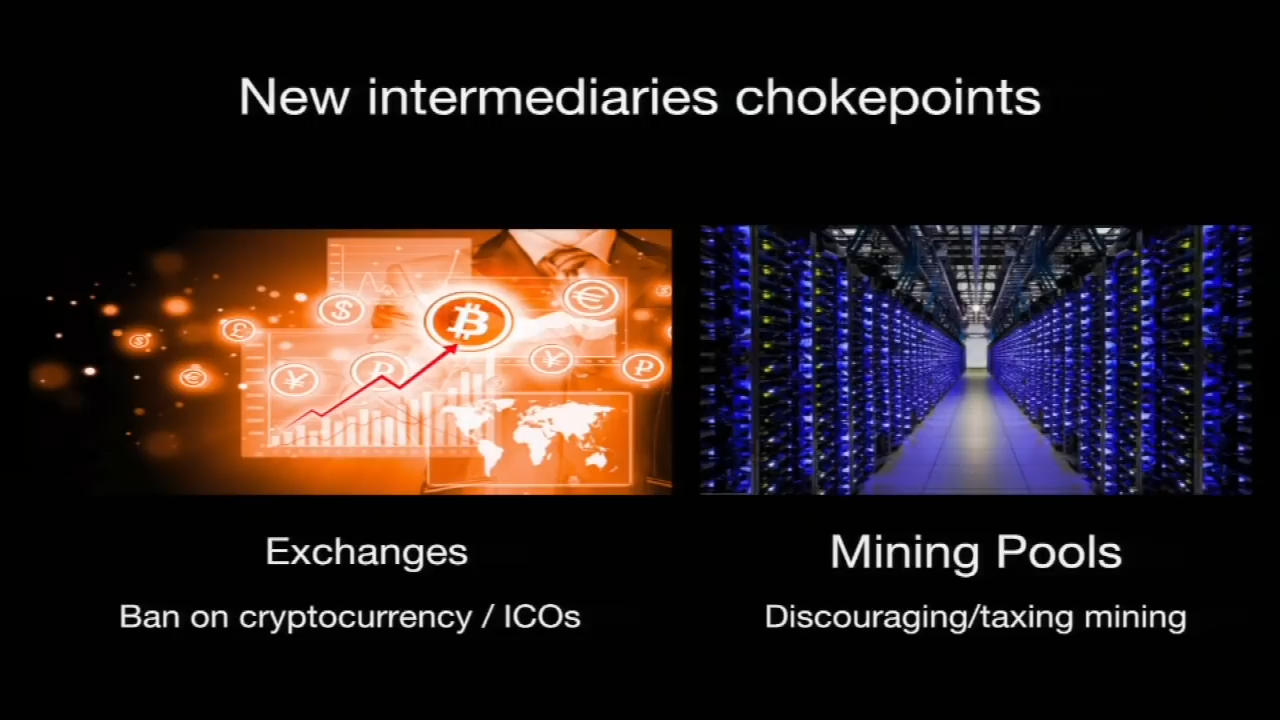 New intermediaries chokepoints
Exchanges
Mining Pools
Ban on cryptocurrency / ICOs
Discouraging/taxing mining